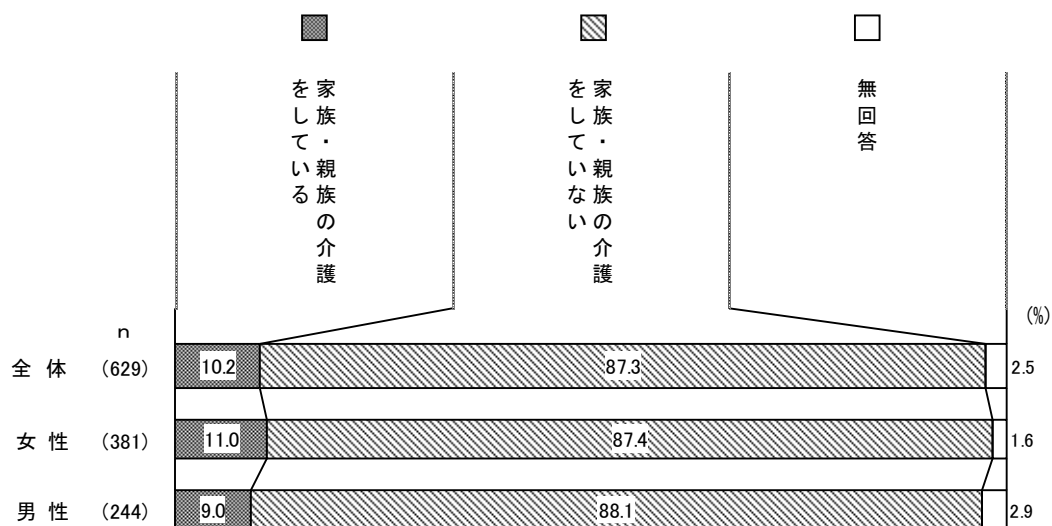 家族・親族の介護
をしている
家族・親族の介護
をしていない
無回答
(%)
n
全体 (629) 10.2 87.3 2.5
女性 (381) 11.0 87.4 1.6
男性 (244) 9.0 88.1 2.9